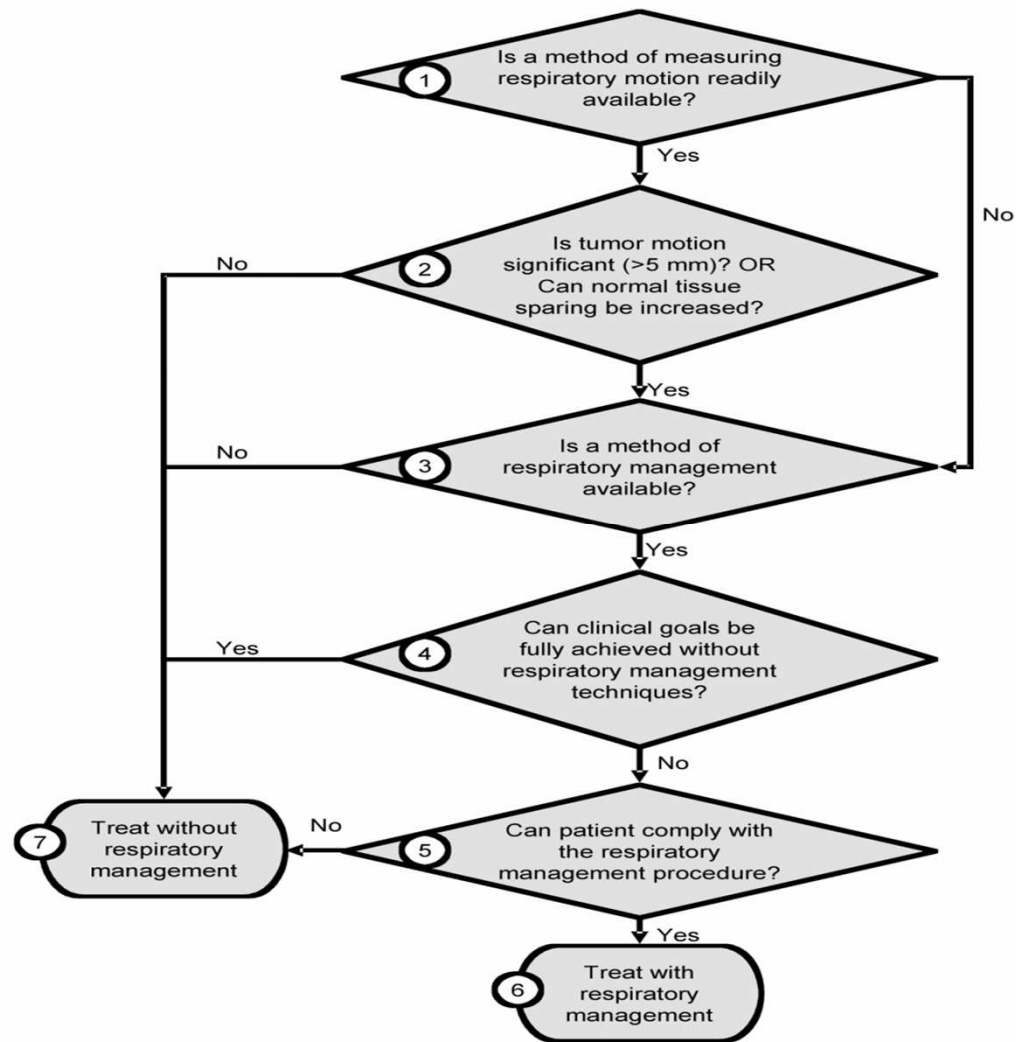 Is a method of measuring
respiratory motion readily
available?
1
Yes
No
Is tumor motion
significant (>5 mm)? OR
Can normal tissue
sparing be increased?
2
No
Yes
Is a method of
respiratory management
available?
3
No
Yes
Can clinical goals be
fully achieved without
respiratory management
techniques?
4
Yes
No
Can patient comply with
the respiratory
management procedure?
5
No
Treat without
respiratory
management
7
Yes
Treat with
respiratory
management
6